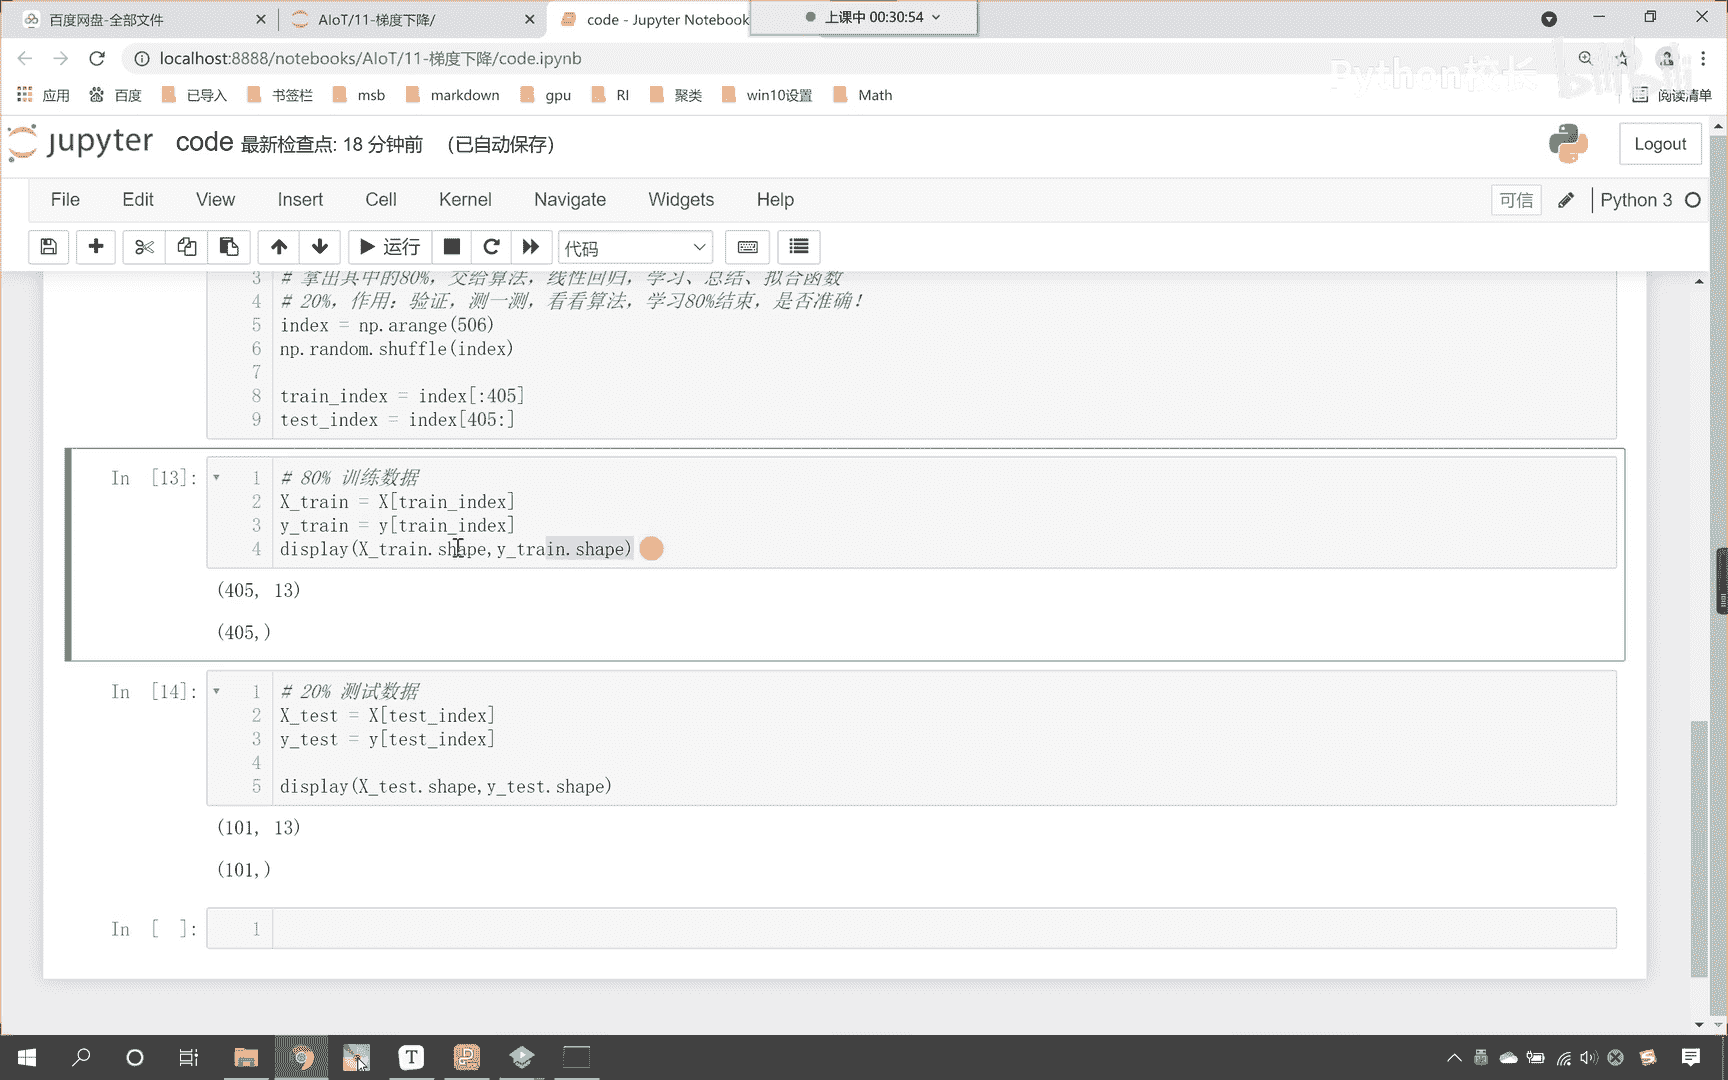 百度网盘-全部文件
AIoT/11-梯度下降/
code - Jupyter Notebook
上课中 00:30:54
localhost:8888/notebooks/AIoT/11-梯度下降/code.ipynb
Python校长 bilibili
应用 百度 已导入 书签栏 msb markdown gpu RI 聚类 win10设置 Math 阅读清单
jupyter code 最新检查点: 18 分钟前 (已自动保存) Logout
File Edit View Insert Cell Kernel Navigate Widgets Help 可信 Python 3
运行 代码
3 # 拿出其中的80%，交给算法，线性回归，学习、总结、拟合函数
4 # 20%，作用：验证，测一测，看看算法，学习80%结束，是否准确！
5 index = np.arange(506)
6 np.random.shuffle(index)
7
8 train_index = index[:405]
9 test_index = index[405:]
In [13]: 1 # 80% 训练数据
2 X_train = X[train_index]
3 y_train = y[train_index]
4 display(X_train.shape,y_train.shape)
(405, 13)
(405,)
In [14]: 1 # 20% 测试数据
2 X_test = X[test_index]
3 y_test = y[test_index]
4
5 display(X_test.shape,y_test.shape)
(101, 13)
(101,)
In [ ]: 1